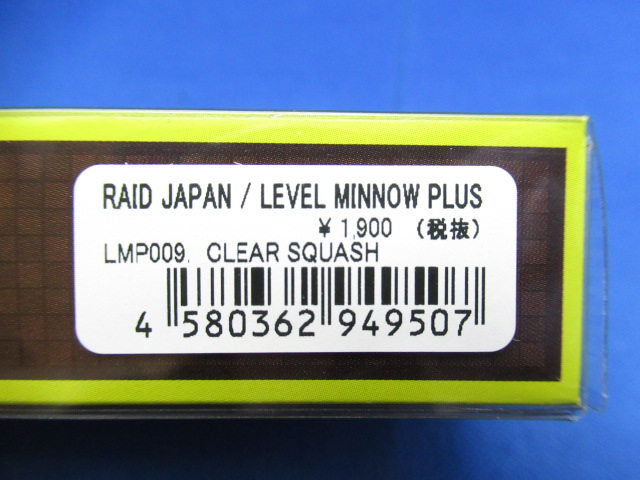 RAID JAPAN / LEVEL MINNOW PLUS
¥ 1,900 (税抜)
LMP009. CLEAR SQUASH
4 580362 949507